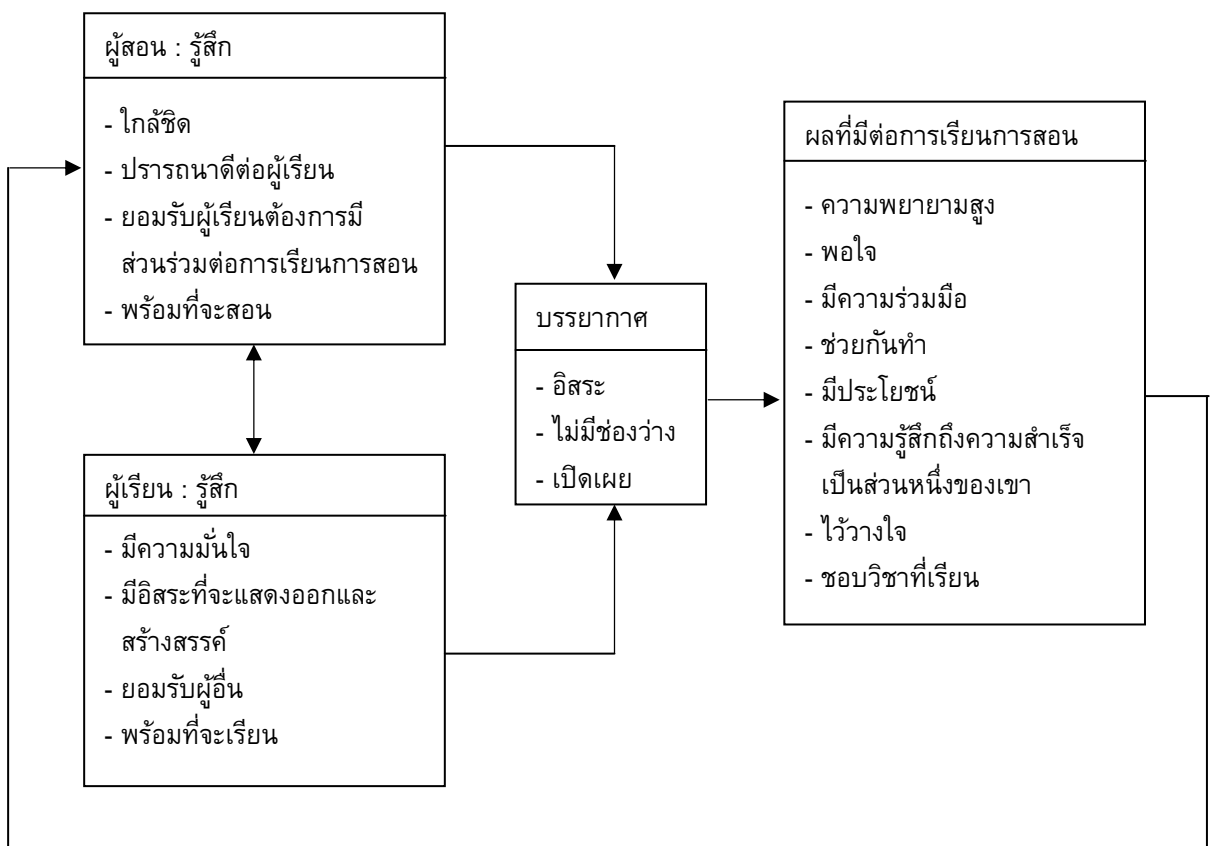 ผู้สอน : รู้สึก
- ใกล้ชิด
- ปรารถนาดีต่อผู้เรียน
- ยอมรับผู้เรียนต้องการมี
ส่วนร่วมต่อการเรียนการสอน
- พร้อมที่จะสอน
ผู้เรียน : รู้สึก
- มีความมั่นใจ
- มีอิสระที่จะแสดงออกและ
สร้างสรรค์
- ยอมรับผู้อื่น
- พร้อมที่จะเรียน
บรรยากาศ
- อิสระ
- ไม่มีช่องว่าง
- เปิดเผย
ผลที่มีต่อการเรียนการสอน
- ความพยายามสูง
- พอใจ
- มีความร่วมมือ
- ช่วยกันทำ
- มีประโยชน์
- มีความรู้สึกถึงความสำเร็จ
เป็นส่วนหนึ่งของเขา
- ไว้วางใจ
- ชอบวิชาที่เรียน